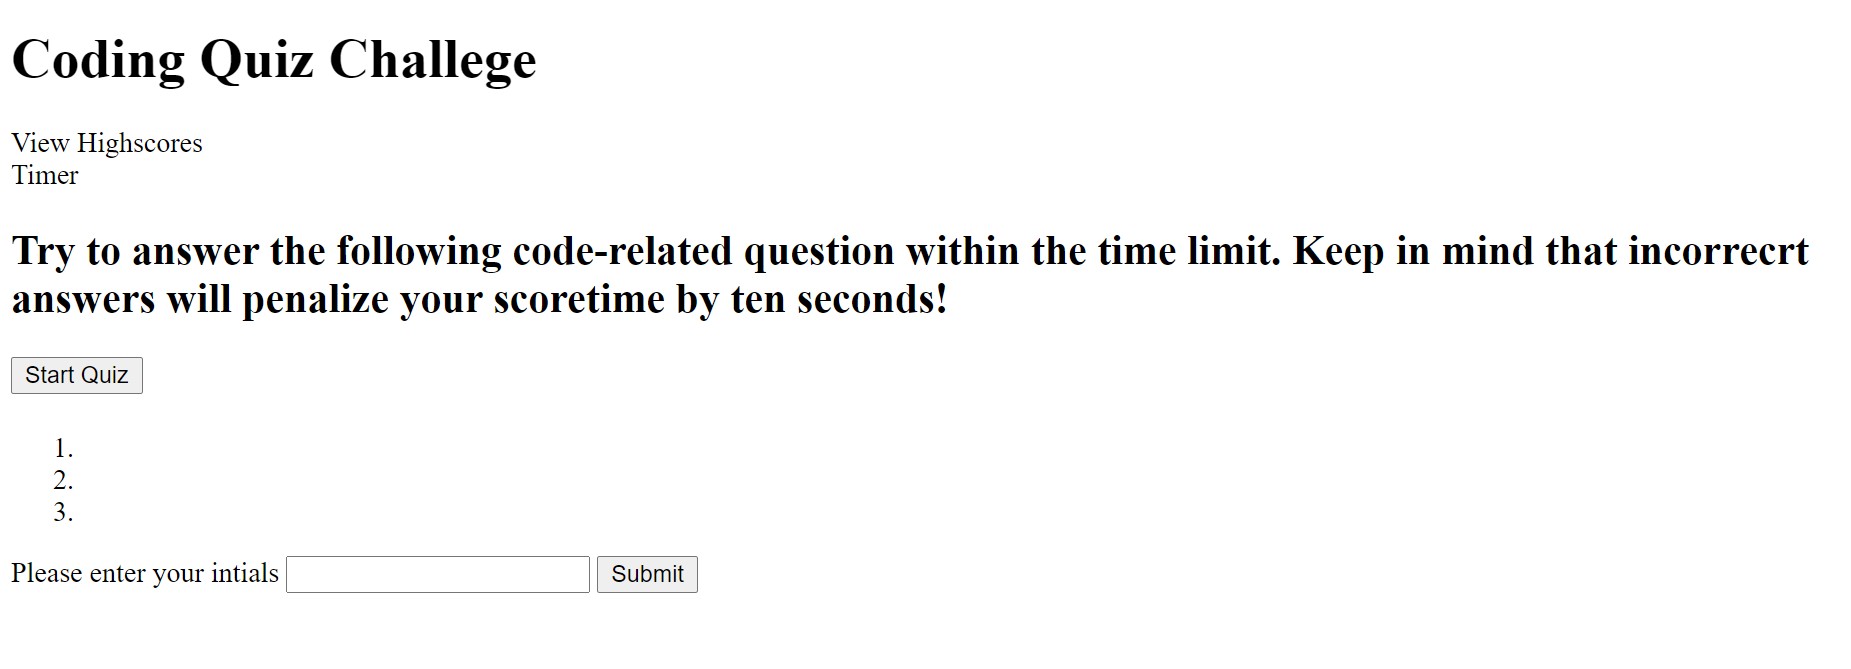 Coding Quiz Challege
View Highscores
Timer
Try to answer the following code-related question within the time limit. Keep in mind that incorrecrt
answers will penalize your scoretime by ten seconds!
Start Quiz
1.
2.
3.
Please enter your intials Submit